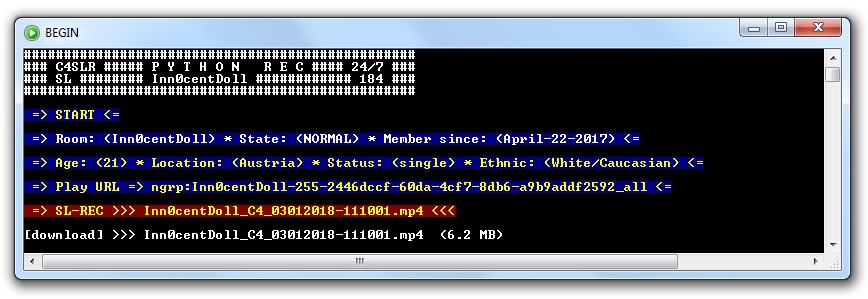 BEGIN
###############################################
### C4SLR ##### P Y T H O N   R E C #### 24/7 ###
### SL ###### Inn0centDoll ############ 184 ###
###############################################
=> START <=
=> Room: (Inn0centDoll) * State: (NORMAL) * Member since: (April-22-2017) <=
=> Age: (21) * Location: (Austria) * Status: (single) * Ethnic: (White/Caucasian) <=
=> Play URL => ngrp:Inn0centDoll-255-2446dccf-60da-4cf7-8db6-a9b9addf2592_all <=
=> SL-REC >>> Inn0centDoll_C4_03012018-111001.mp4 <<<
[download] >>> Inn0centDoll_C4_03012018-111001.mp4  (6.2 MB)